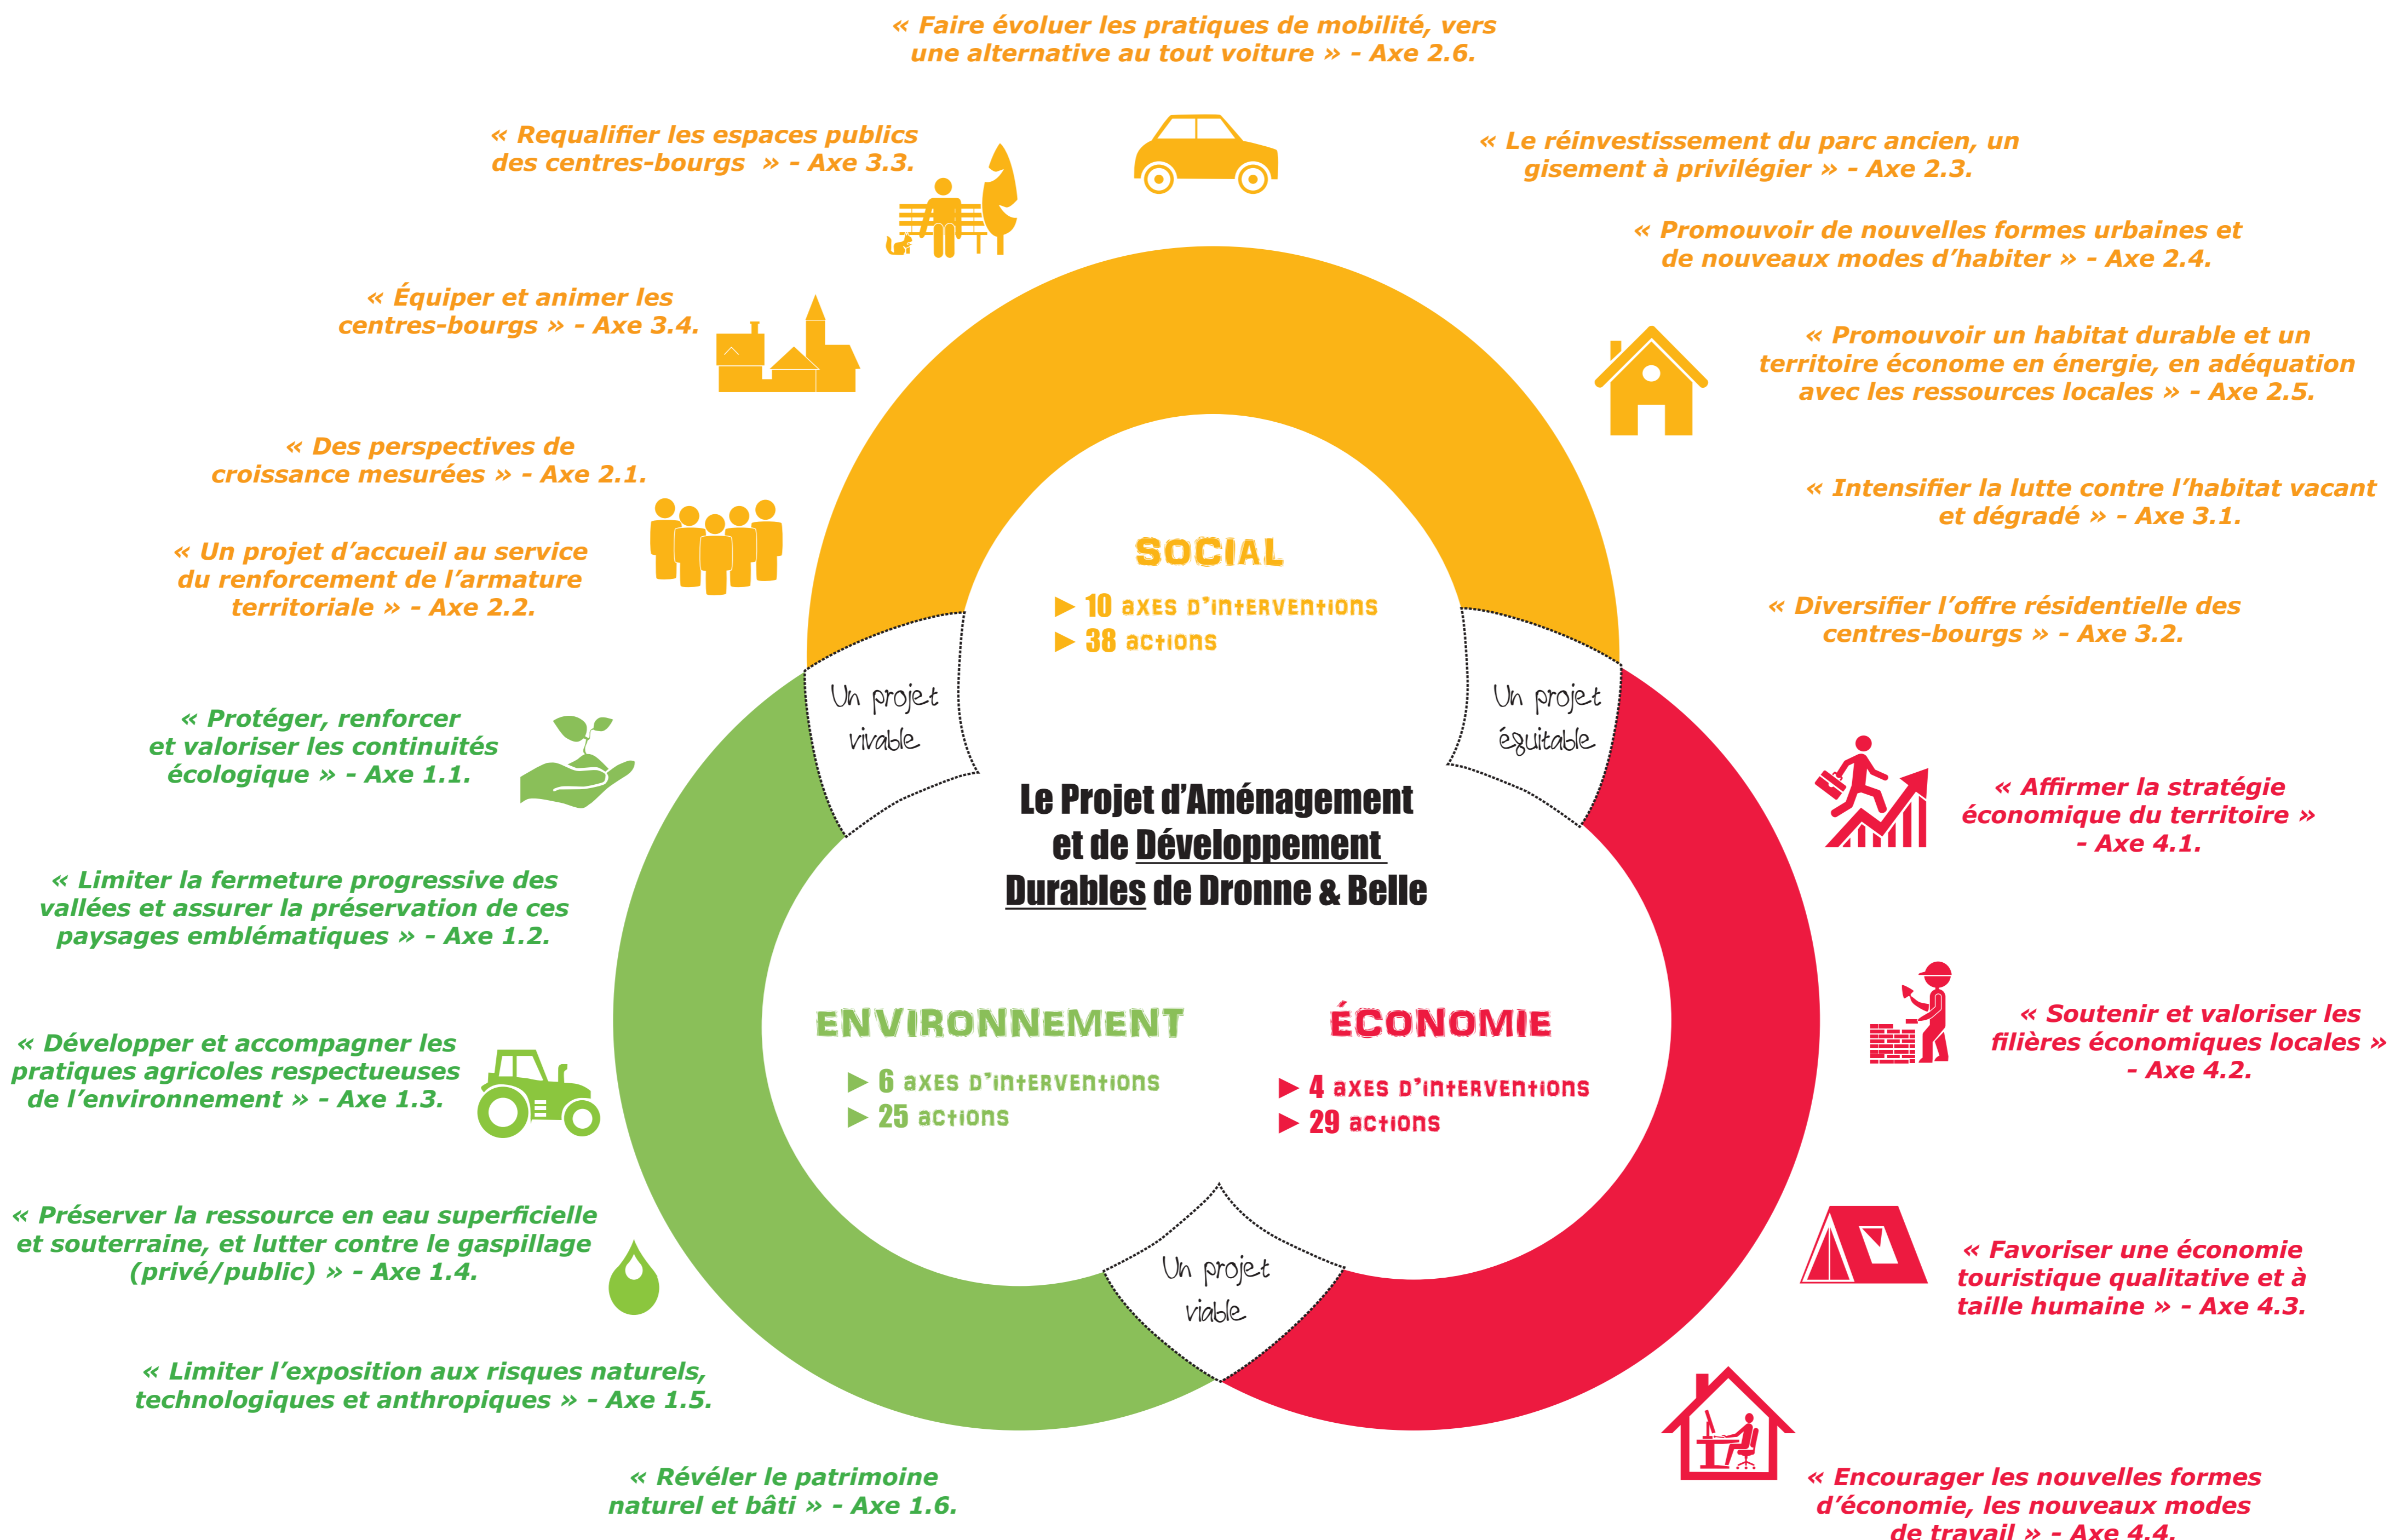 « Faire évoluer les pratiques de mobilité, vers
une alternative au tout voiture » - Axe 2.6.
« Requalifier les espaces publics
des centres-bourgs » - Axe 3.3.
« Le réinvestissement du parc ancien, un
gisement à privilégier » - Axe 2.3.
« Promouvoir de nouvelles formes urbaines et
de nouveaux modes d’habiter » - Axe 2.4.
« Équiper et animer les
centres-bourgs » - Axe 3.4.
« Promouvoir un habitat durable et un
territoire économe en énergie, en adéquation
avec les ressources locales » - Axe 2.5.
« Des perspectives de
croissance mesurées » - Axe 2.1.
« Intensifier la lutte contre l’habitat vacant
et dégradé » - Axe 3.1.
« Un projet d’accueil au service
du renforcement de l’armature
territoriale » - Axe 2.2.
« Diversifier l’offre résidentielle des
centres-bourgs » - Axe 3.2.
SOCIAL
► 10 axes d’interventions
► 38 actions
Un projet
vivable
Un projet
équitable
Le Projet d’Aménagement
et de Développement
Durables de Dronne & Belle
« Protéger, renforcer
et valoriser les continuités
écologique » - Axe 1.1.
« Limiter la fermeture progressive des
vallées et assurer la préservation de ces
paysages emblématiques » - Axe 1.2.
« Développer et accompagner les
pratiques agricoles respectueuses
de l’environnement » - Axe 1.3.
« Préserver la ressource en eau superficielle
et souterraine, et lutter contre le gaspillage
(privé/public) » - Axe 1.4.
« Limiter l’exposition aux risques naturels,
technologiques et anthropiques » - Axe 1.5.
« Révéler le patrimoine
naturel et bâti » - Axe 1.6.
ENVIRONNEMENT
► 6 axes d’interventions
► 25 actions
ÉCONOMIE
► 4 axes d’interventions
► 29 actions
Un projet
viable
« Affirmer la stratégie
économique du territoire »
- Axe 4.1.
« Soutenir et valoriser les
filières économiques locales »
- Axe 4.2.
« Favoriser une économie
touristique qualitative et à
taille humaine » - Axe 4.3.
« Encourager les nouvelles formes
d’économie, les nouveaux modes
de travail » - Axe 4.4.